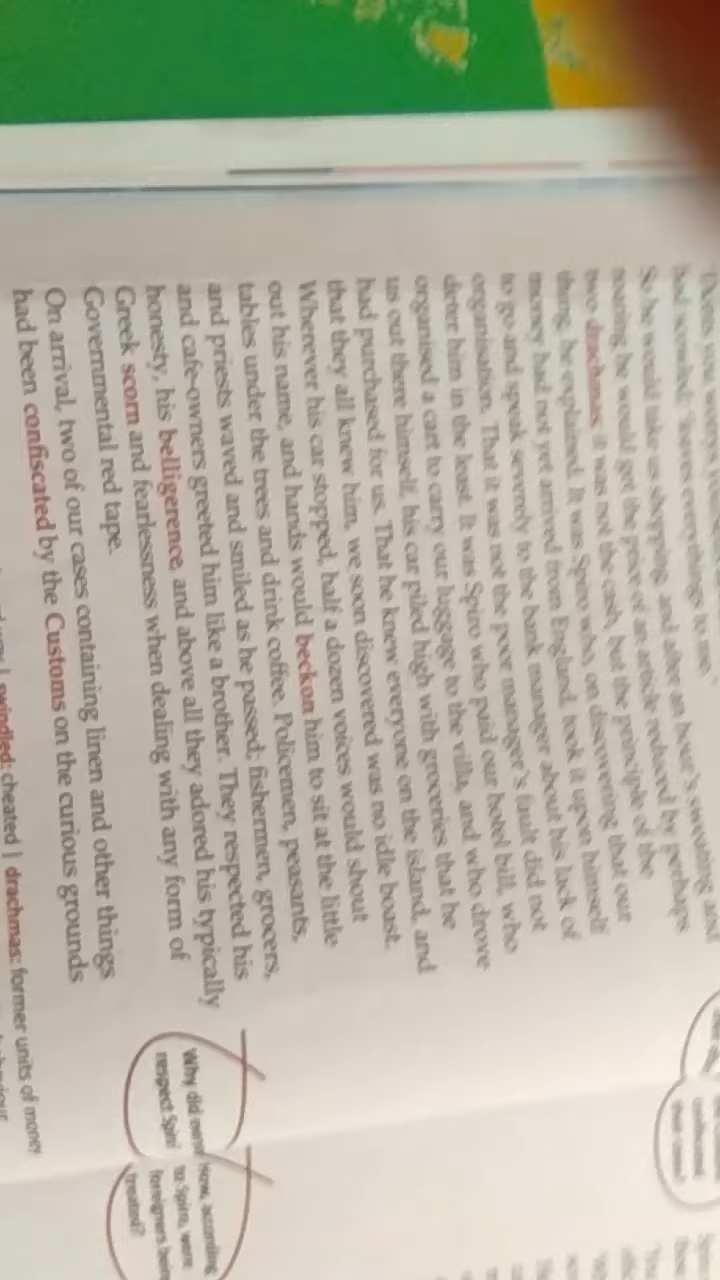 had scowled, 'leaves everythings to me.'
So he would take us shopping, and after an hour's sweating and
roaring he would get the price of an article reduced by perhaps
two drachmas; it was not the cash, but the principle of the
thing, he explained. It was Spiro who, on discovering that our
money had not yet arrived from England, took it upon himself
to go and speak severely to the bank manager about his lack of
organisation. That it was not the poor manager's fault did not
deter him in the least. It was Spiro who paid our hotel bill, who
organised a cart to carry our luggage to the villa, and who drove
us out there himself, his car piled high with groceries that he
had purchased for us. That he knew everyone on the island, and
that they all knew him, we soon discovered was no idle boast.
Wherever his car stopped, half a dozen voices would shout
out his name, and hands would beckon him to sit at the little
tables under the trees and drink coffee. Policemen, peasants,
and priests waved and smiled as he passed; fishermen, grocers,
and cafe-owners greeted him like a brother. They respected his
honesty, his belligerence, and above all they adored his typically
Greek scorn and fearlessness when dealing with any form of
Governmental red tape.
On arrival, two of our cases containing linen and other things
had been confiscated by the Customs on the curious grounds
swindled: cheated | drachmas: former units of money
Why did
respect
How, according
to Spiro, were
foreigners
treated?